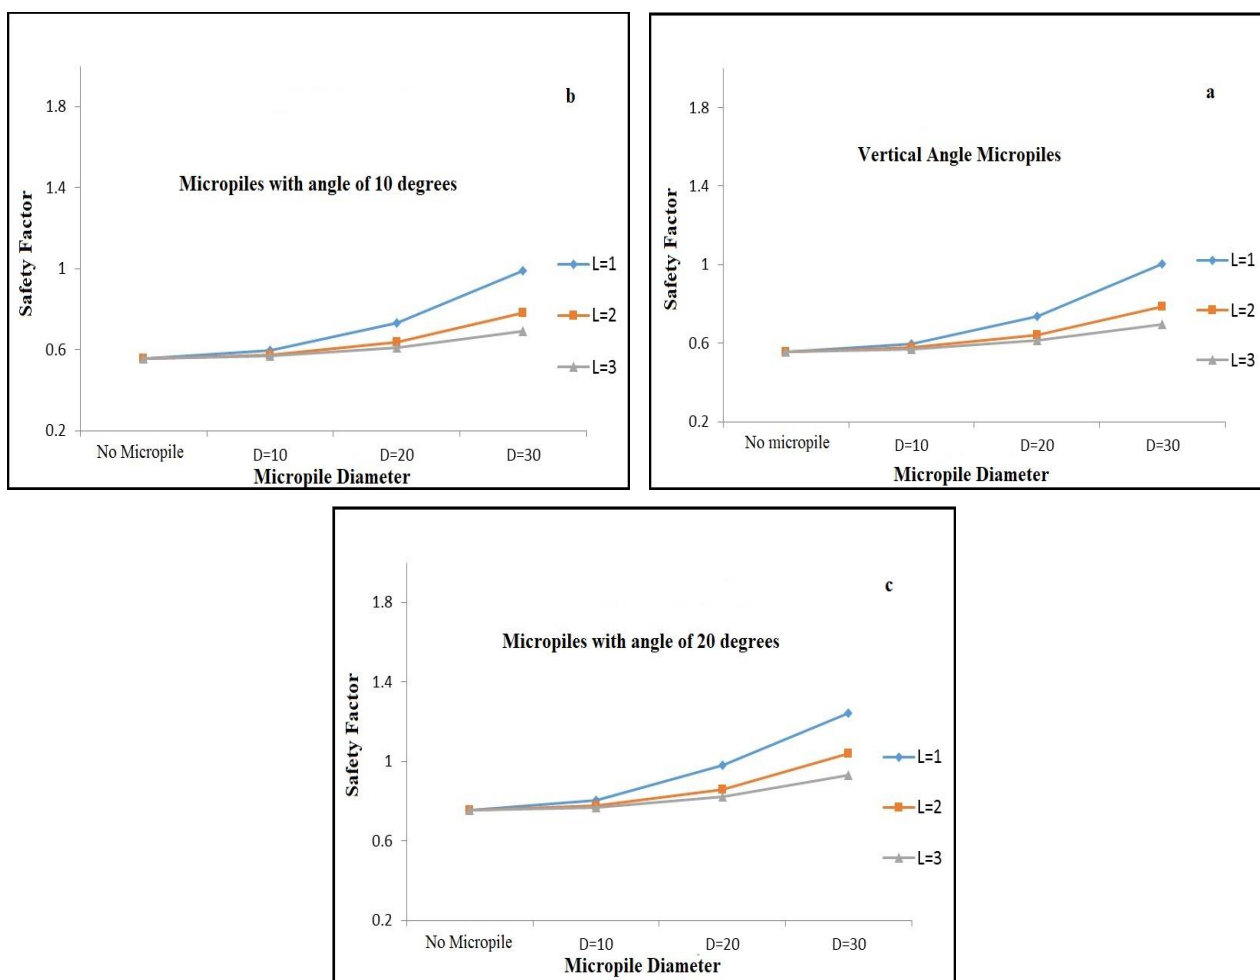 b
Micropiles with angle of 10 degrees
Safety Factor
1.8
1.4
1
0.6
0.2
L=1
L=2
L=3
No Micropile D=10 D=20 D=30
Micropile Diameter
a
Vertical Angle Micropiles
Safety Factor
1.8
1.4
1
0.6
0.2
L=1
L=2
L=3
No micropile D=10 D=20 D=30
Micropile Diameter
c
Micropiles with angle of 20 degrees
Safety Factor
1.8
1.4
1
0.6
0.2
L=1
L=2
L=3
No Micropile D=10 D=20 D=30
Micropile Diameter